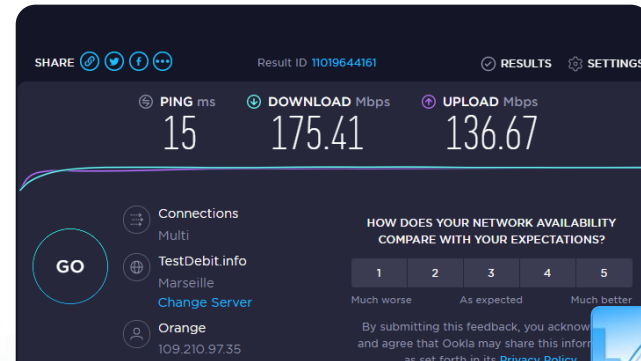 SHARE
Result ID 11019644161
RESULTS
SETTINGS
PING ms
DOWNLOAD Mbps
UPLOAD Mbps
15
175.41
136.67
GO
Connections
Multi
TestDebit.info
Marseille
Change Server
Orange
109.210.97.35
HOW DOES YOUR NETWORK AVAILABILITY
COMPARE WITH YOUR EXPECTATIONS?
1 2 3 4 5
Much worse As expected Much better
By submitting this feedback, you acknow
and agree that Ookla may share this inform
as set forth in its Privacy Policy